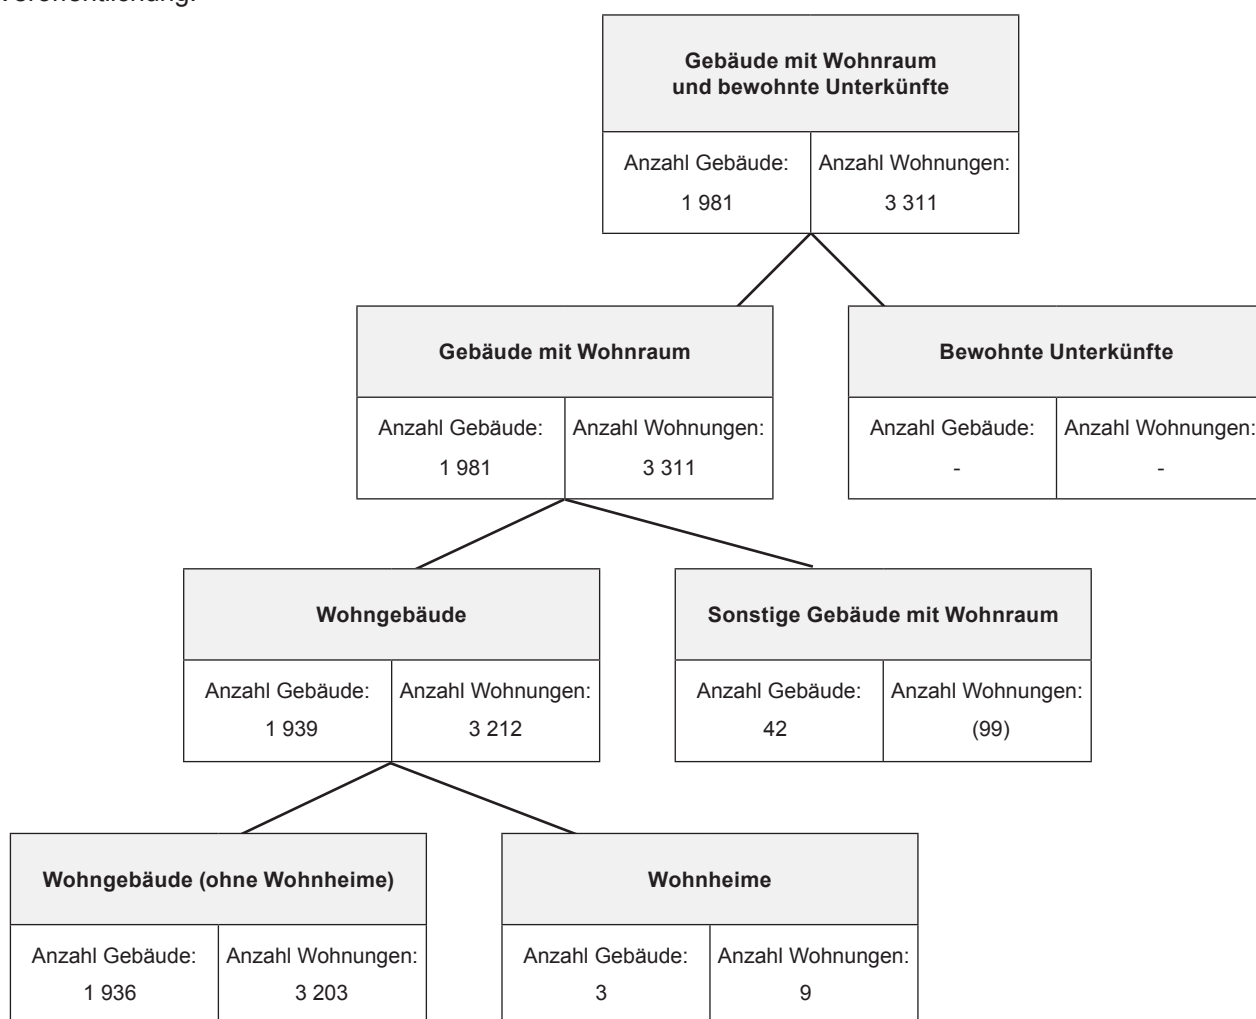 Veröffentlichung.
Gebäude mit Wohnraum
und bewohnte Unterkünfte
Anzahl Gebäude:
1 981
Anzahl Wohnungen:
3 311
Gebäude mit Wohnraum
Anzahl Gebäude:
1 981
Anzahl Wohnungen:
3 311
Bewohnte Unterkünfte
Anzahl Gebäude:
-
Anzahl Wohnungen:
-
Wohngebäude
Anzahl Gebäude:
1 939
Anzahl Wohnungen:
3 212
Sonstige Gebäude mit Wohnraum
Anzahl Gebäude:
42
Anzahl Wohnungen:
(99)
Wohngebäude (ohne Wohnheime)
Anzahl Gebäude:
1 936
Anzahl Wohnungen:
3 203
Wohnheime
Anzahl Gebäude:
3
Anzahl Wohnungen:
9